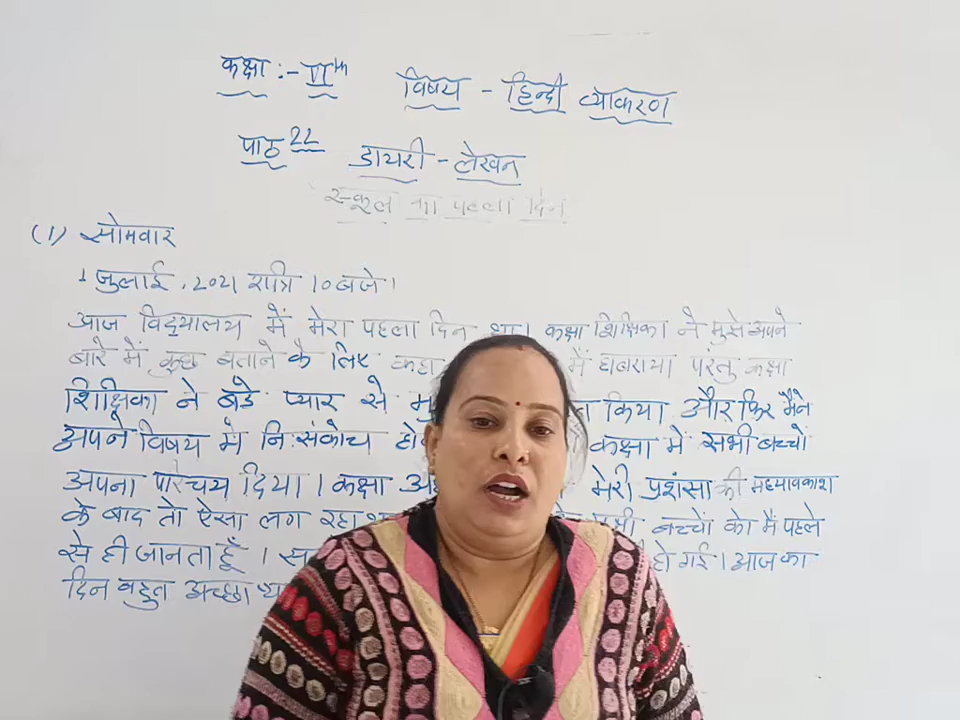 कक्षा :- VIth विषय - हिन्दी व्याकरण
पाठ 22 डायरी - लेखन
स्कूल का पहला दिन
(1) सोमवार
1 जुलाई, 2021 रात्रि 10 बजे।
आज विद्यालय में मेरा पहला दिन था। कक्षा शिक्षिका ने मुझे अपने
बारे में कुछ बताने के लिए कहा में घबराया परंतु कक्षा
शिक्षिका ने बड़े प्यार से किया और फिर मैंने
अपने विषय में नि:संकोच कक्षा में सभी बच्चों
अपना परिचय दिया। कक्षा मेरी प्रशंसा की मध्यावकाश
के बाद तो ऐसा लग रहा बच्चों को मैं पहले
से ही जानता हूँ। हो गई। आज का
दिन बहुत अच्छा